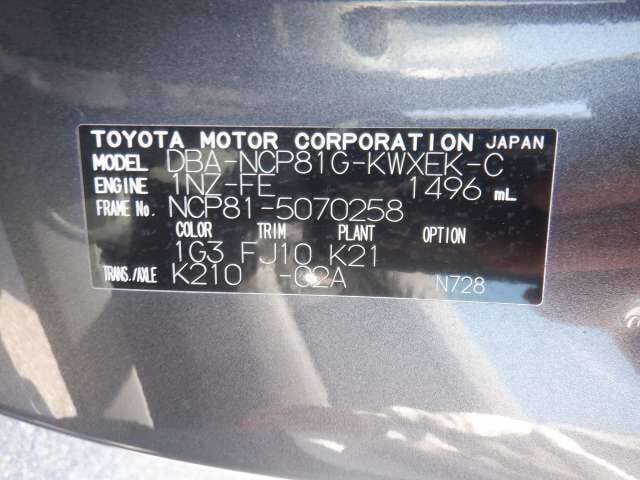 TOYOTA MOTOR CORPORATION JAPAN
MODEL DBA-NCP81G-KWXEK-C
ENGINE 1NZ-FE 1496 mL
FRAME No. NCP81-5070258
COLOR TRIM PLANT OPTION
1G3 FJ10 K21
TRANS./AXLE K210 -02A N728